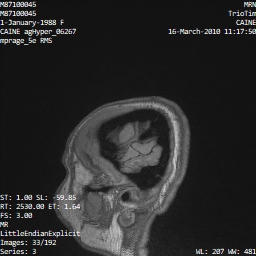 M87100045
M87100045
1-January-1988 F
CAINE agHyper_06267
mprage_5e RMS
MRN
TrioTim
CAINE
16-March-2010 11:17:50
ST: 1.00 SL: -59.85
RT: 2530.00 ET: 1.64
FS: 3.00
MR
LittleEndianExplicit
Images: 33/192
Series: 3
WL: 207 WW: 481